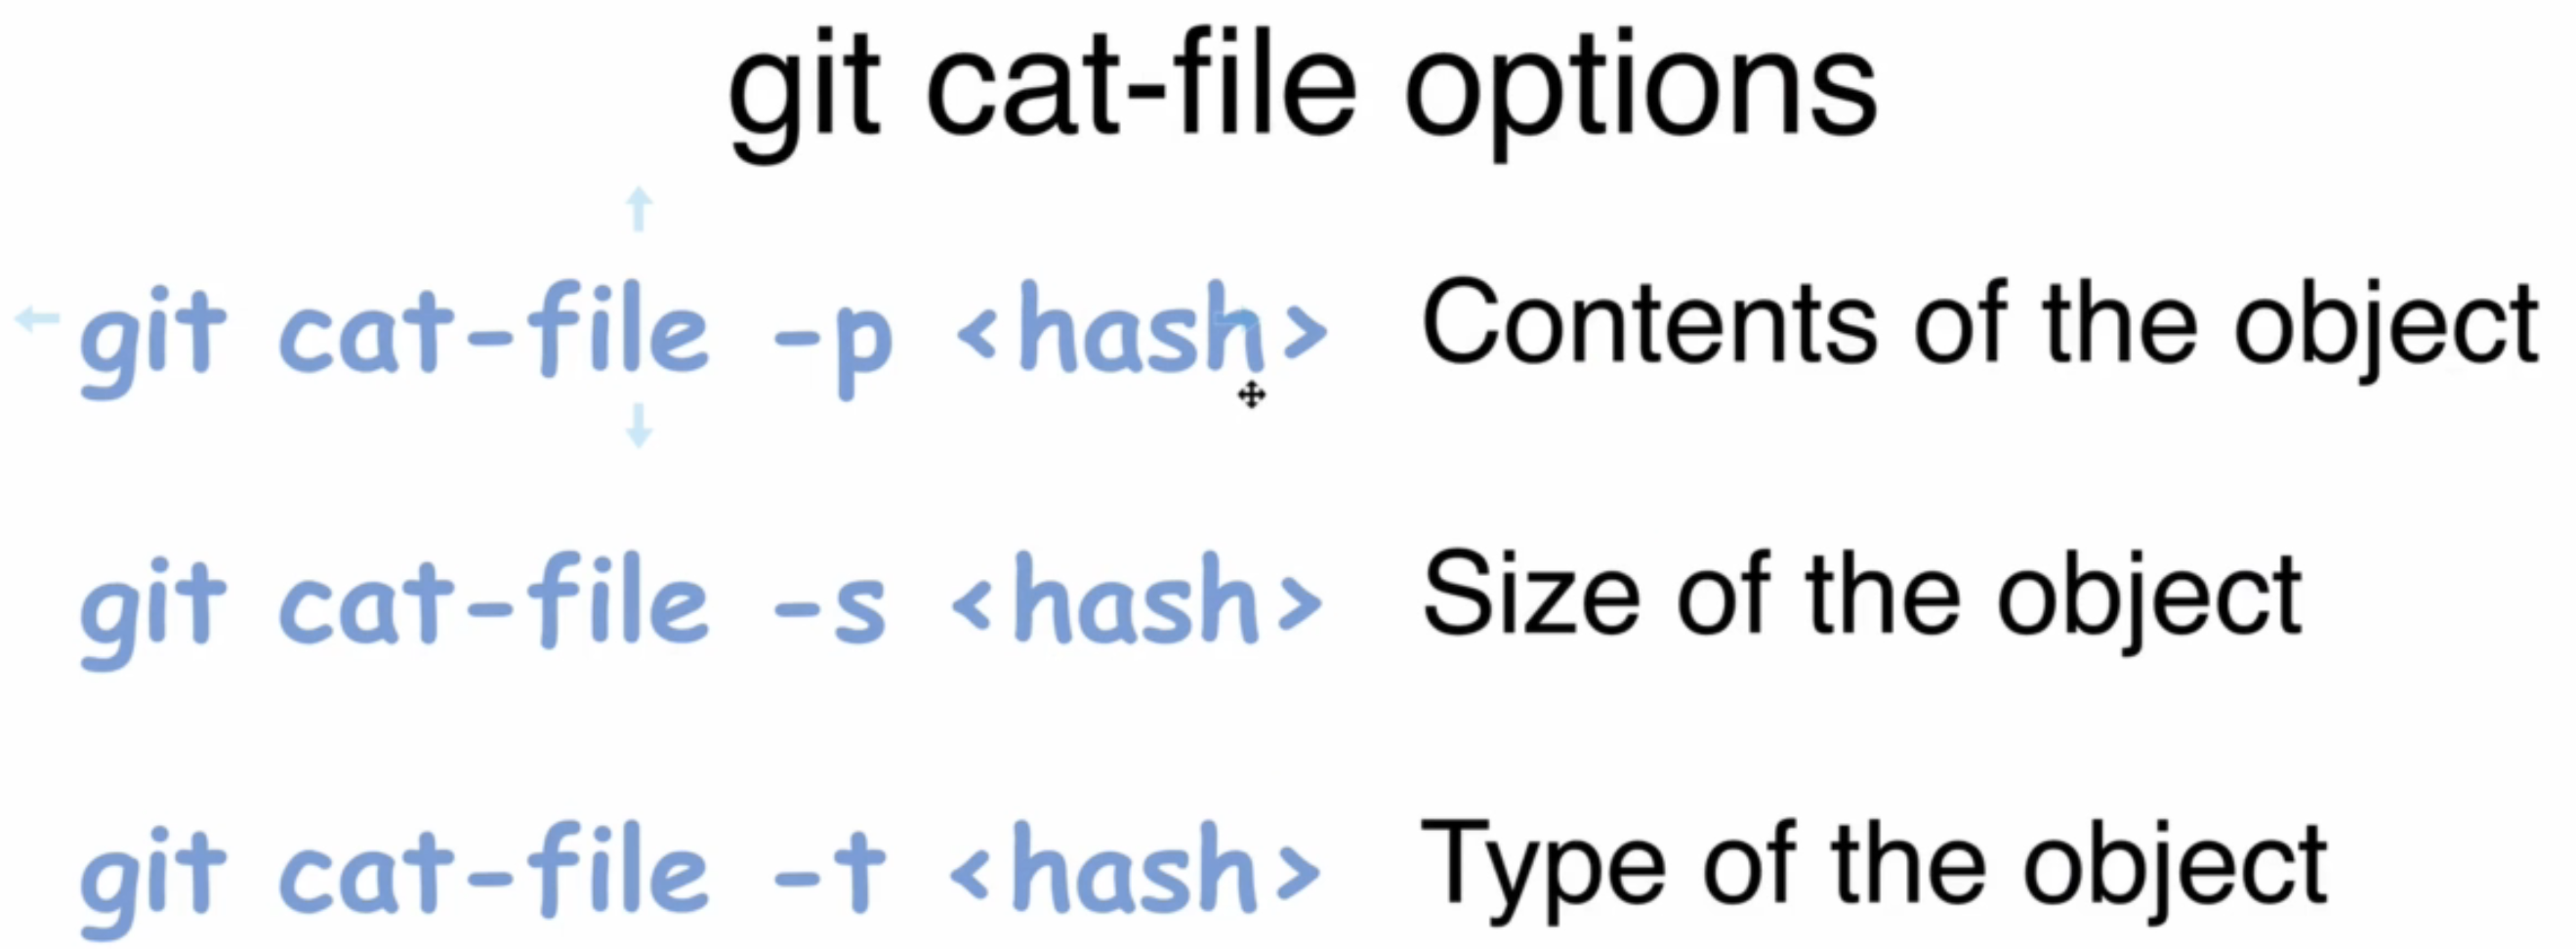 git cat-file options
git cat-file -p <hash> Contents of the object
git cat-file -s <hash> Size of the object
git cat-file -t <hash> Type of the object